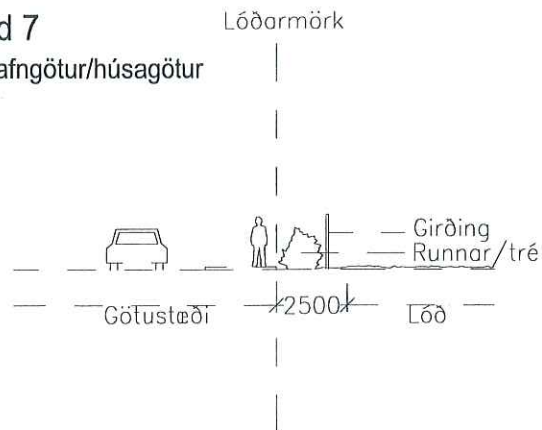 d 7
afngötur/húsagötur
Lóðarmörk
Girðing
Runnar/tré
Götustæði
2500
Lóð